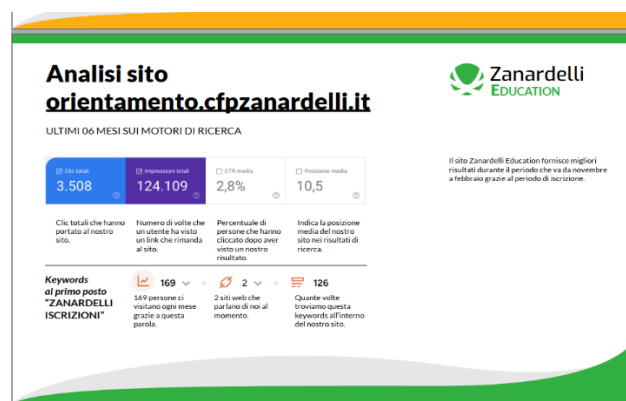 Analisi sito
orientamento.cfpzanardelli.it
Zanardelli
EDUCATION
ULTIMI 06 MESI SUI MOTORI DI RICERCA
Il sito Zanardelli Education fornisce migliori
risultati durante il periodo che va da novembre
a febbraio grazie al periodo di iscrizione.
Clic totali
3.508
Impressioni totali
124.109
CTR media
2,8%
Posizione media
10,5
Clic totali che hanno
portato al nostro
sito.
Numero di volte che
un utente ha visto
un link che rimanda
al sito.
Percentuale di
persone che hanno
cliccato dopo aver
visto un nostro
risultato.
Indica la posizione
media del nostro
sito nei risultati di
ricerca.
Keywords
al primo posto
"ZANARDELLI
ISCRIZIONI"
169
169 persone ci
visitano ogni mese
grazie a questa
parola.
2
2 siti web che
parlano di noi al
momento.
126
Quante volte
troviamo questa
keywords all'interno
del nostro sito.